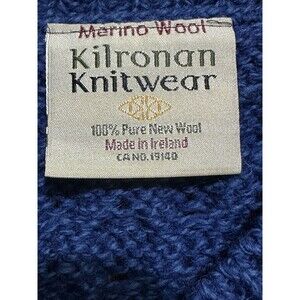 Merino Wool
Kilronan
Knitwear
100% Pure New Wool
Made in Ireland
CA NO. 19140